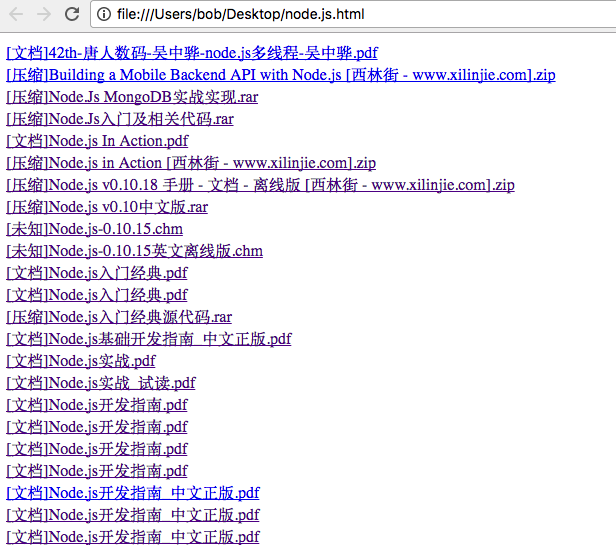 file:///Users/bob/Desktop/node.js.html
[文档]42th-唐人数码-吴中骅-node.js多线程-吴中骅.pdf
[压缩]Building a Mobile Backend API with Node.js [西林街 - www.xilinjie.com].zip
[压缩]Node.Js MongoDB实战实现.rar
[压缩]Node.Js入门及相关代码.rar
[文档]Node.js In Action.pdf
[压缩]Node.js in Action [西林街 - www.xilinjie.com].zip
[压缩]Node.js v0.10.18 手册 - 文档 - 离线版 [西林街 - www.xilinjie.com].zip
[压缩]Node.js v0.10中文版.rar
[未知]Node.js-0.10.15.chm
[未知]Node.js-0.10.15英文离线版.chm
[文档]Node.js入门经典.pdf
[文档]Node.js入门经典.pdf
[压缩]Node.js入门经典源代码.rar
[文档]Node.js基础开发指南_中文正版.pdf
[文档]Node.js实战.pdf
[文档]Node.js实战_试读.pdf
[文档]Node.js开发指南.pdf
[文档]Node.js开发指南.pdf
[文档]Node.js开发指南.pdf
[文档]Node.js开发指南.pdf
[文档]Node.js开发指南_中文正版.pdf
[文档]Node.js开发指南_中文正版.pdf
[文档]Node.js开发指南_中文正版.pdf